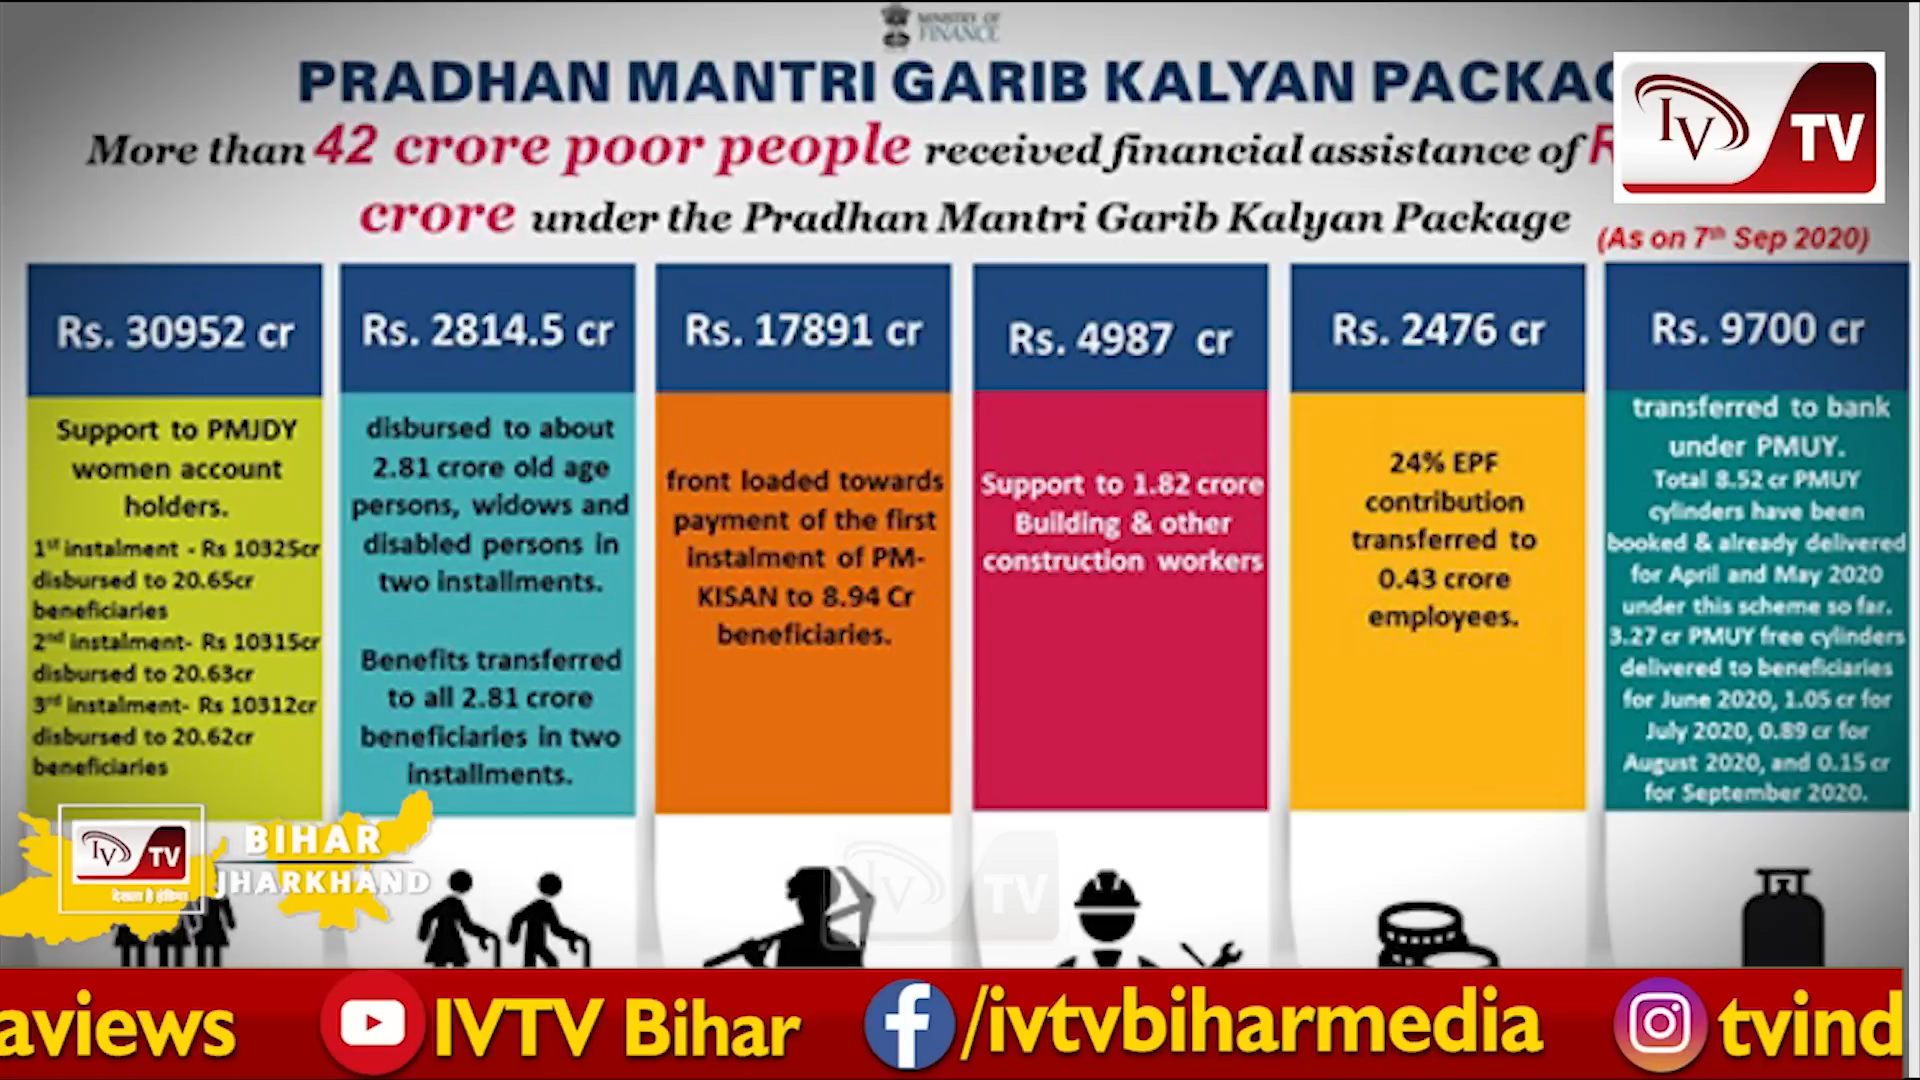 MINISTRY OF
FINANCE
PRADHAN MANTRI GARIB KALYAN PACKAG
IV TV
More than 42 crore poor people received financial assistance of R
crore under the Pradhan Mantri Garib Kalyan Package
(As on 7th Sep 2020)
Rs. 30952 cr
Support to PMJDY
women account
holders.
1st instalment - Rs 10325cr
disbursed to 20.65cr
beneficiaries
2nd instalment- Rs 10315cr
disbursed to 20.63cr
3rd instalment- Rs 10312cr
disbursed to 20.62cr
beneficiaries
Rs. 2814.5 cr
disbursed to about
2.81 crore old age
persons, widows and
disabled persons in
two installments.
Benefits transferred
to all 2.81 crore
beneficiaries in two
installments.
Rs. 17891 cr
front loaded towards
payment of the first
instalment of PM-
KISAN to 8.94 Cr
beneficiaries.
Rs. 4987 cr
Support to 1.82 crore
Building & other
construction workers
Rs. 2476 cr
24% EPF
contribution
transferred to
0.43 crore
employees.
Rs. 9700 cr
transferred to bank
under PMUY.
Total 8.52 cr PMUY
cylinders have been
booked & already delivered
for April and May 2020
under this scheme so far.
3.27 cr PMUY free cylinders
delivered to beneficiaries
for June 2020, 1.05 cr for
July 2020, 0.89 cr for
August 2020, and 0.15 cr
for September 2020.
IV TV
BIHAR
JHARKHAND
IV TV
aviews IVTV Bihar /ivtvbiharmedia tvind